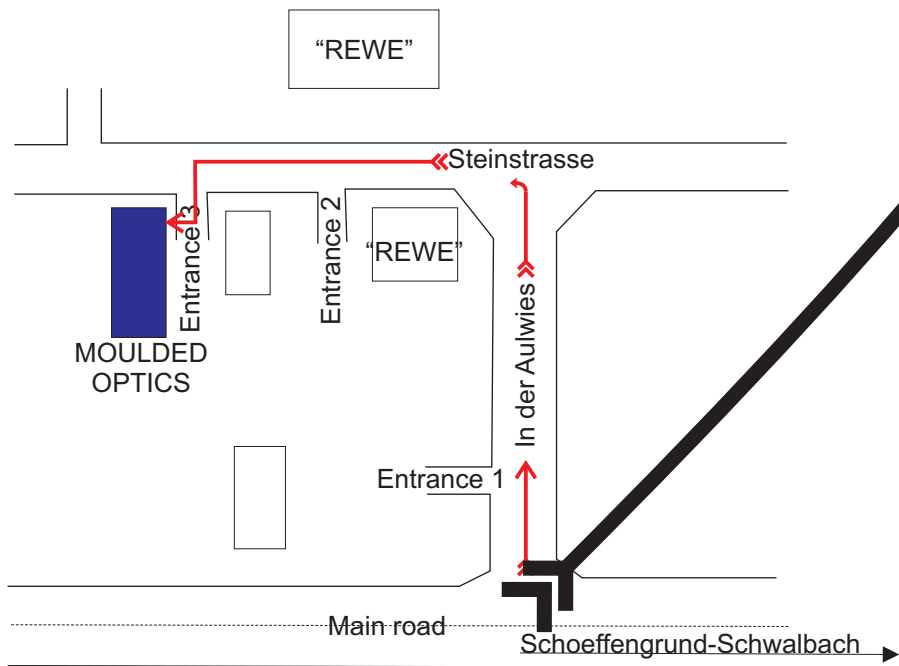 “REWE”
Steinstrasse
Entrance 3
Entrance 2
“REWE”
In der Aulwies
MOULDED
OPTICS
Entrance 1
Main road
Schoeffengrund-Schwalbach